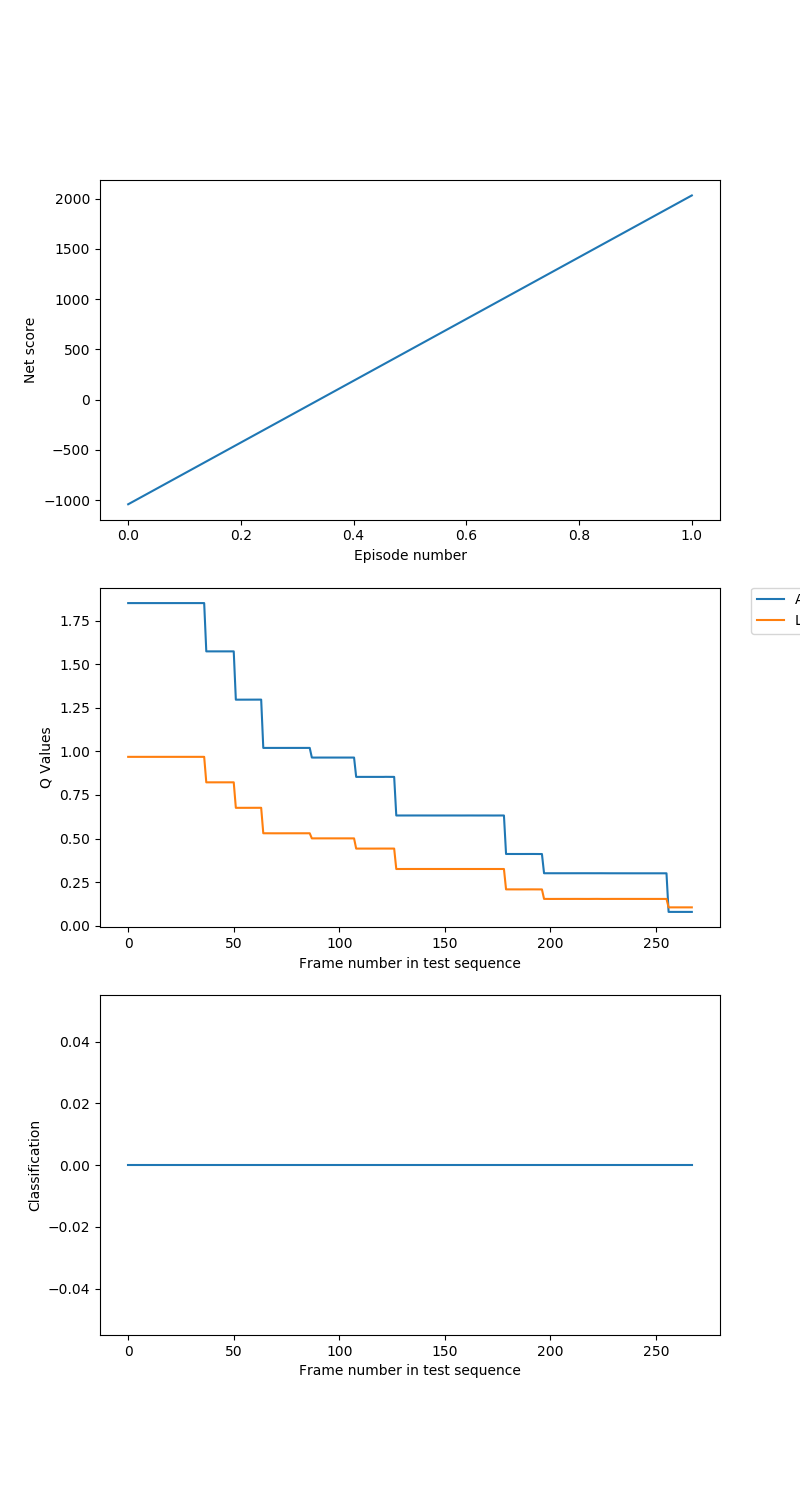 2000
1500
1000
500
0
−500
−1000
Net score
0.0 0.2 0.4 0.6 0.8 1.0
Episode number
1.75
1.50
1.25
1.00
0.75
0.50
0.25
0.00
Q Values
0 50 100 150 200 250
Frame number in test sequence
0.04
0.02
0.00
−0.02
−0.04
Classification
0 50 100 150 200 250
Frame number in test sequence